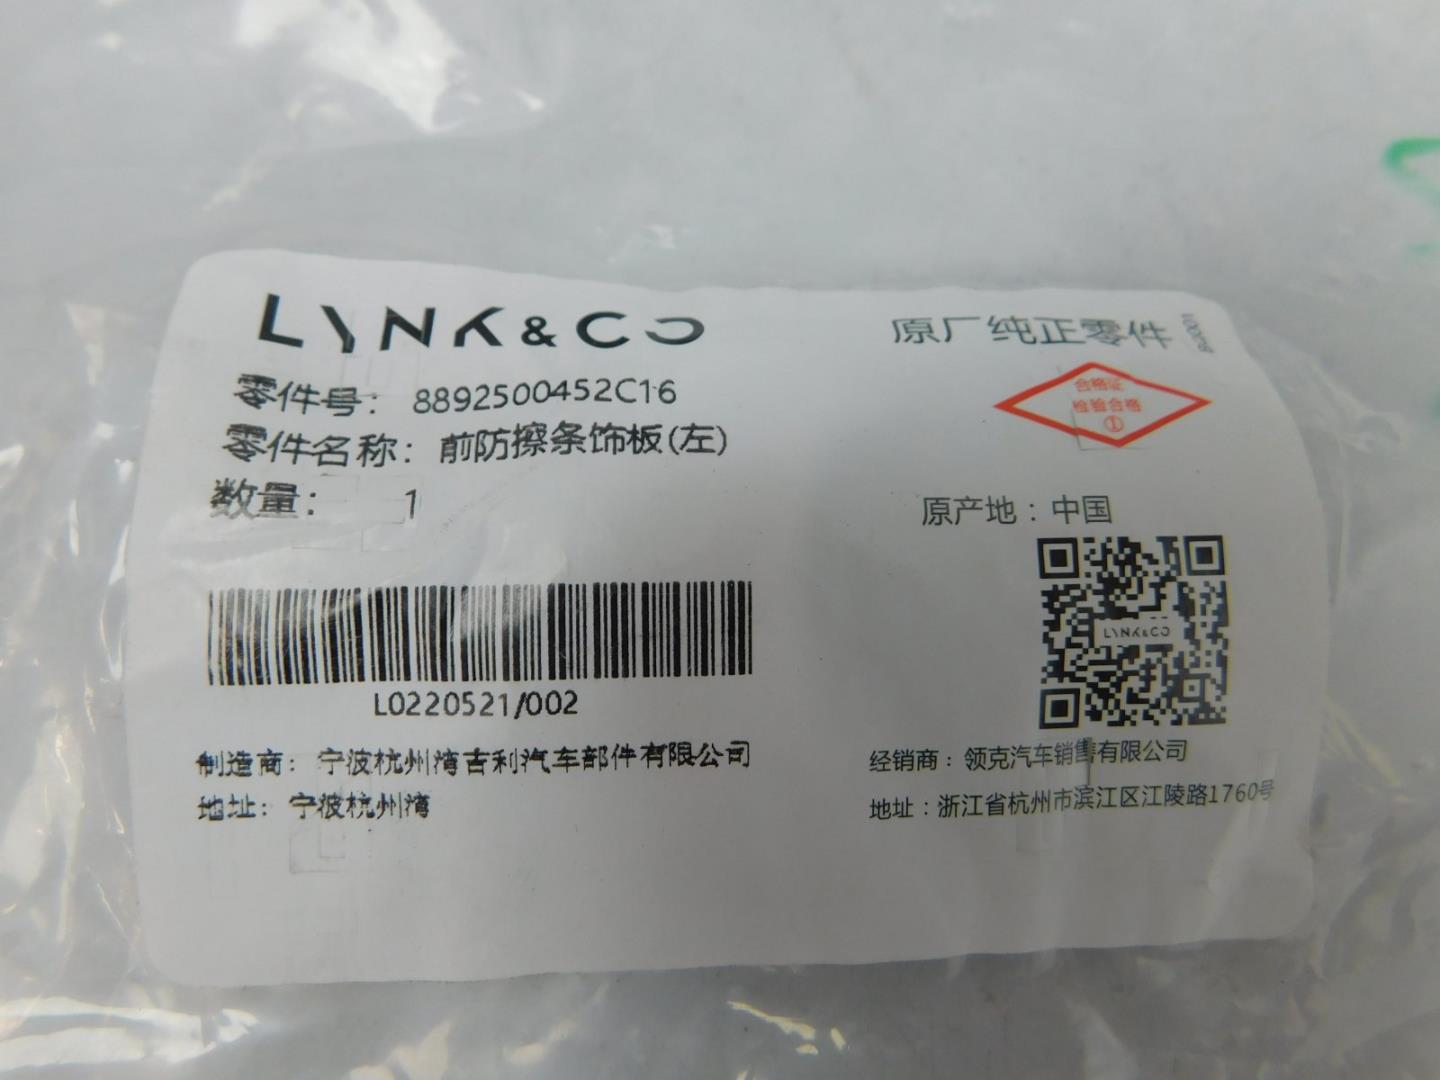 LYNK&CO
原厂纯正零件
零件号: 8892500452C16
合格证
检验合格
①
零件名称: 前防擦条饰板(左)
数量: 1
原产地:中国
LYNK&CO
L0220521/002
制造商: 宁波杭州湾吉利汽车部件有限公司
经销商:领克汽车销售有限公司
地址: 宁波杭州湾
地址:浙江省杭州市滨江区江陵路1760号